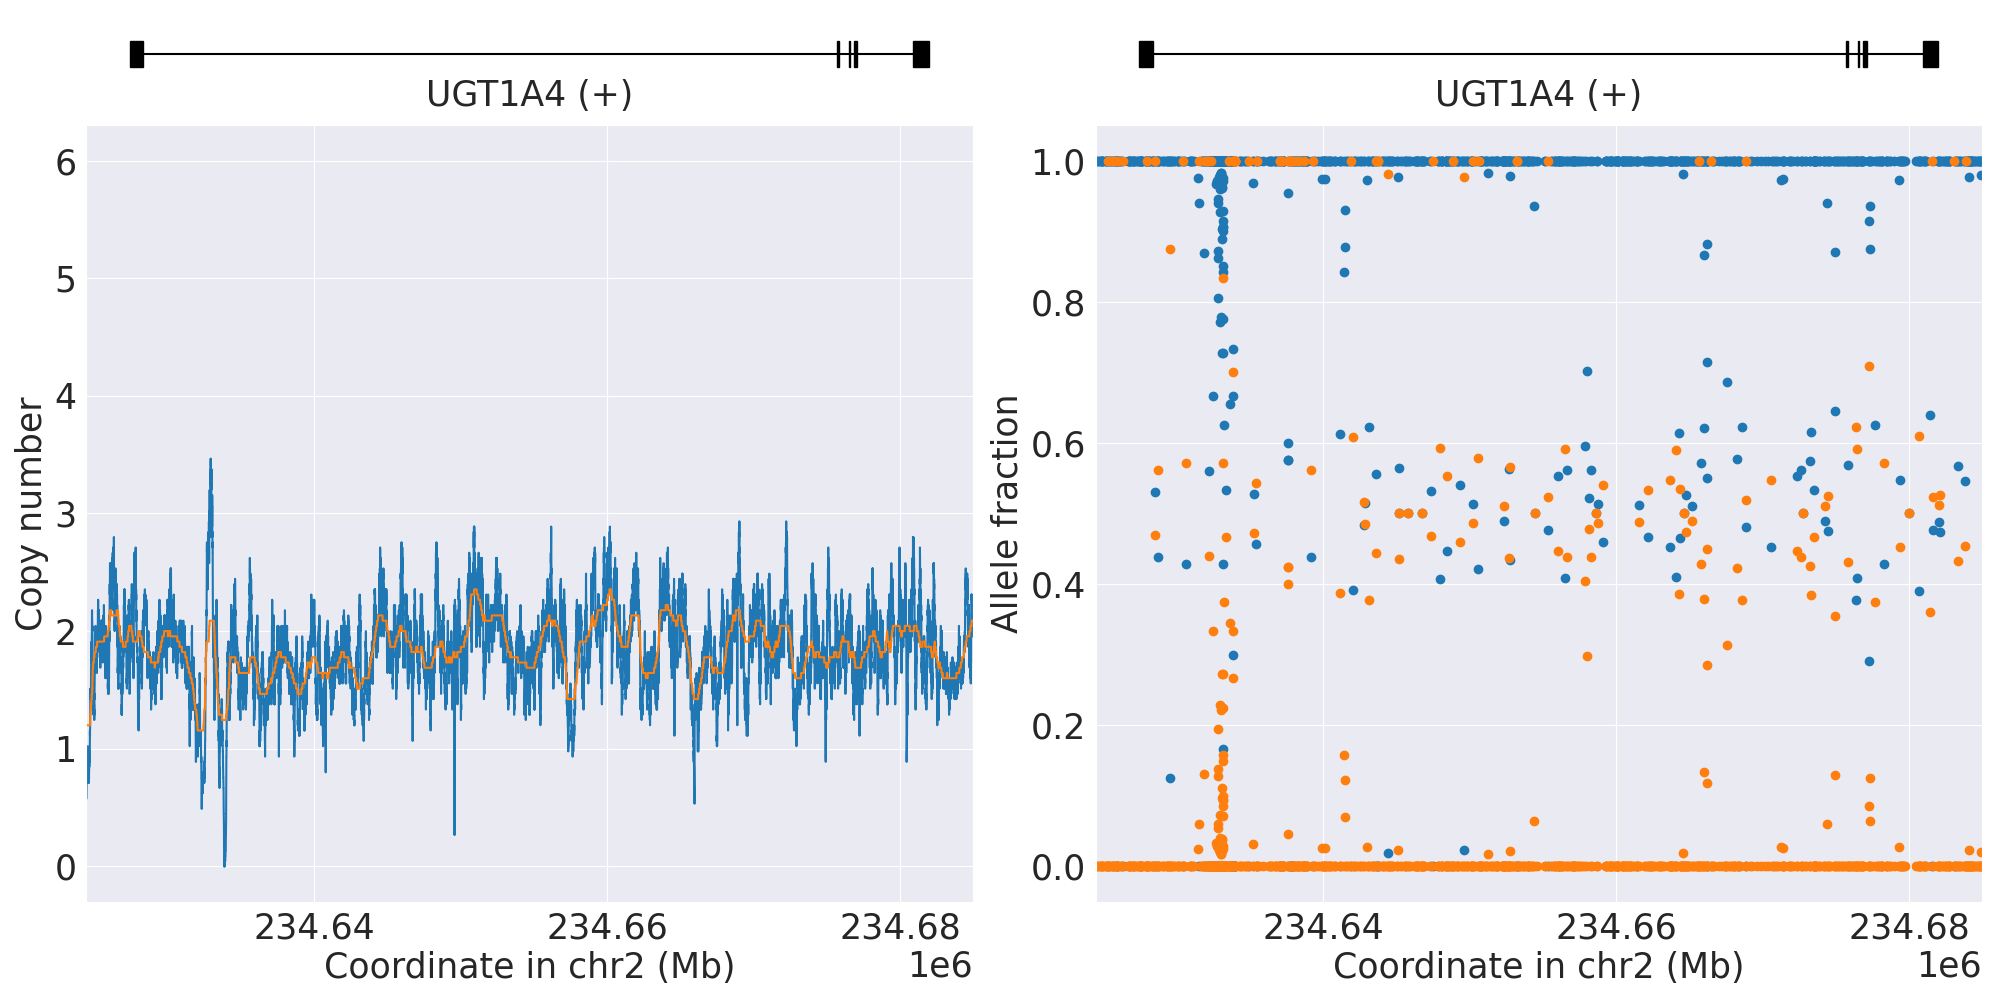 UGT1A4 (+)
Copy number
6
5
4
3
2
1
0
234.64 234.66 234.68
1e6
Coordinate in chr2 (Mb)
UGT1A4 (+)
Allele fraction
1.0
0.8
0.6
0.4
0.2
0.0
234.64 234.66 234.68
1e6
Coordinate in chr2 (Mb)